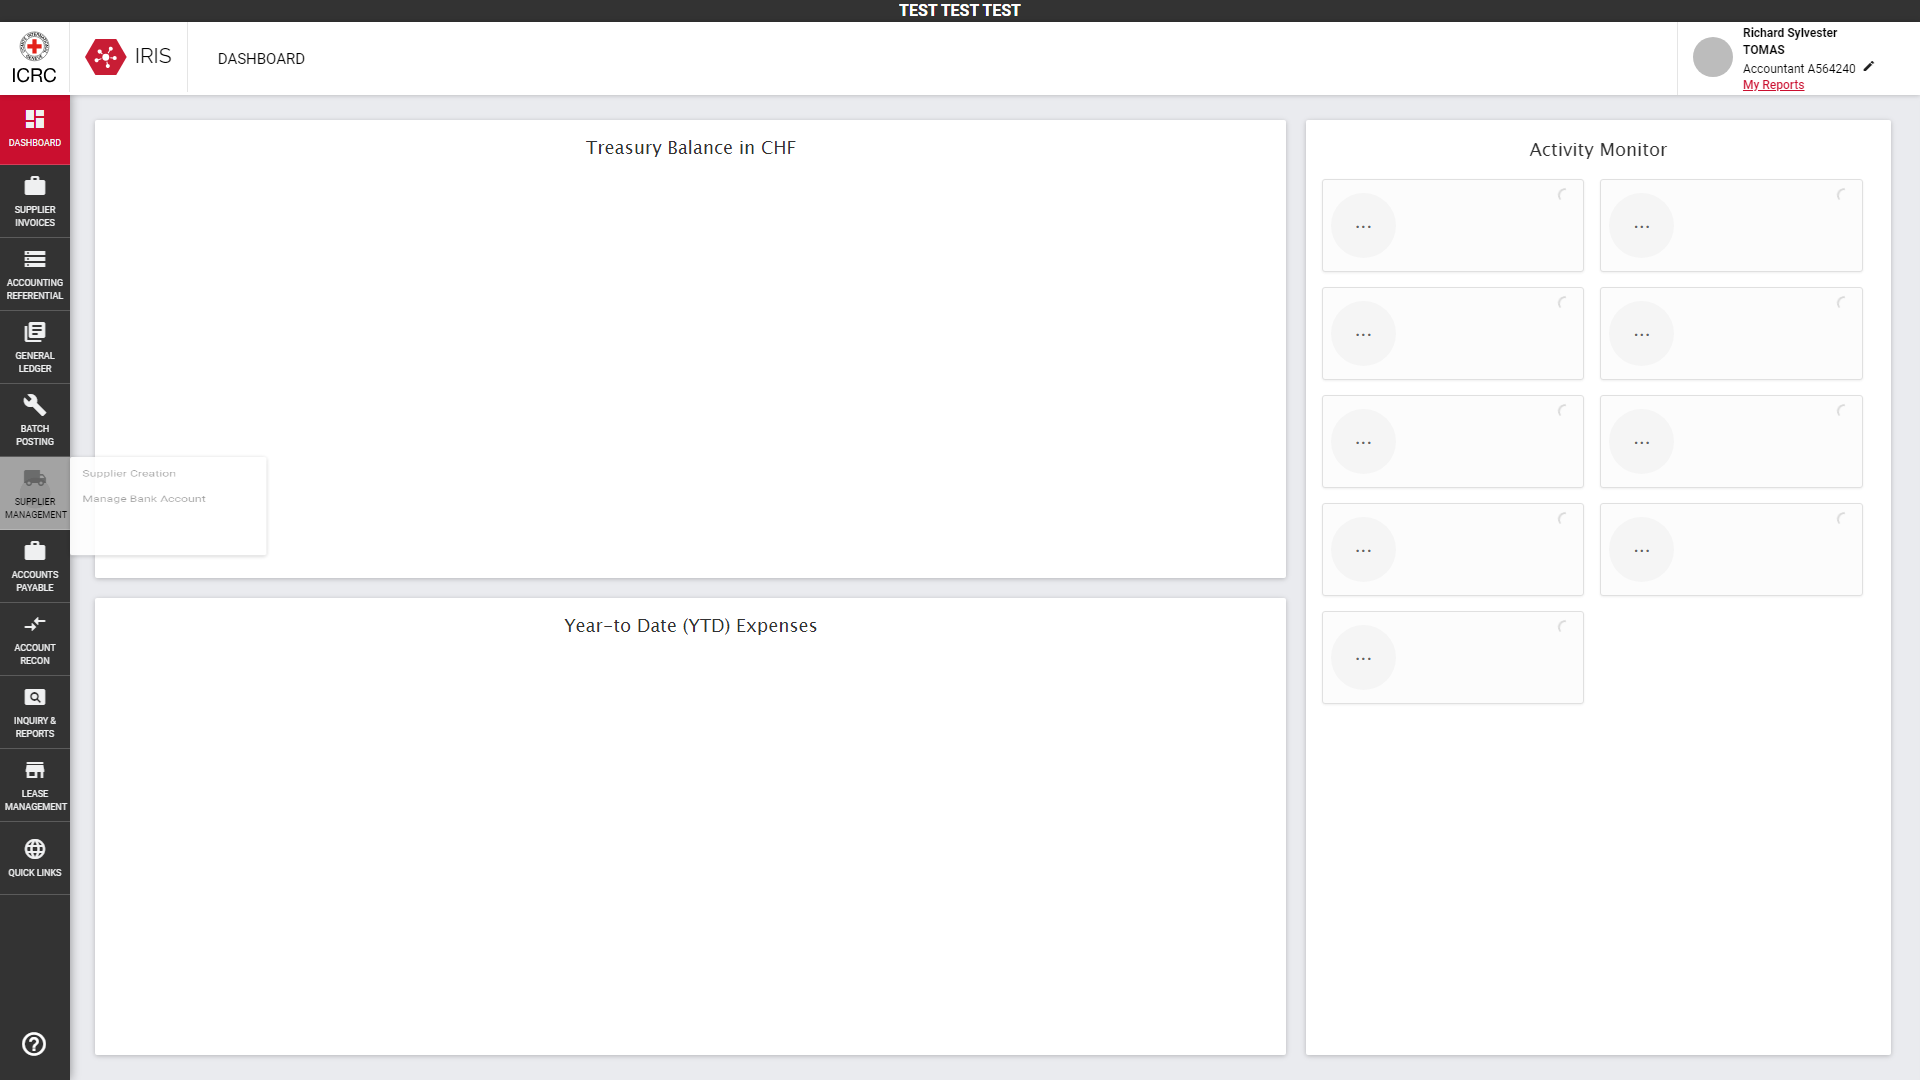 TEST TEST TEST
ICRC
IRIS
DASHBOARD
Richard Sylvester
TOMAS
Accountant A564240
My Reports
DASHBOARD
SUPPLIER
INVOICES
ACCOUNTING
REFERENTIAL
GENERAL
LEDGER
BATCH
POSTING
SUPPLIER
MANAGEMENT
Supplier Creation
Manage Bank Account
ACCOUNTS
PAYABLE
ACCOUNT
RECON
INQUIRY &
REPORTS
LEASE
MANAGEMENT
QUICK LINKS
Treasury Balance in CHF
Year-to Date (YTD) Expenses
Activity Monitor
...
...
...
...
...
...
...
...
...